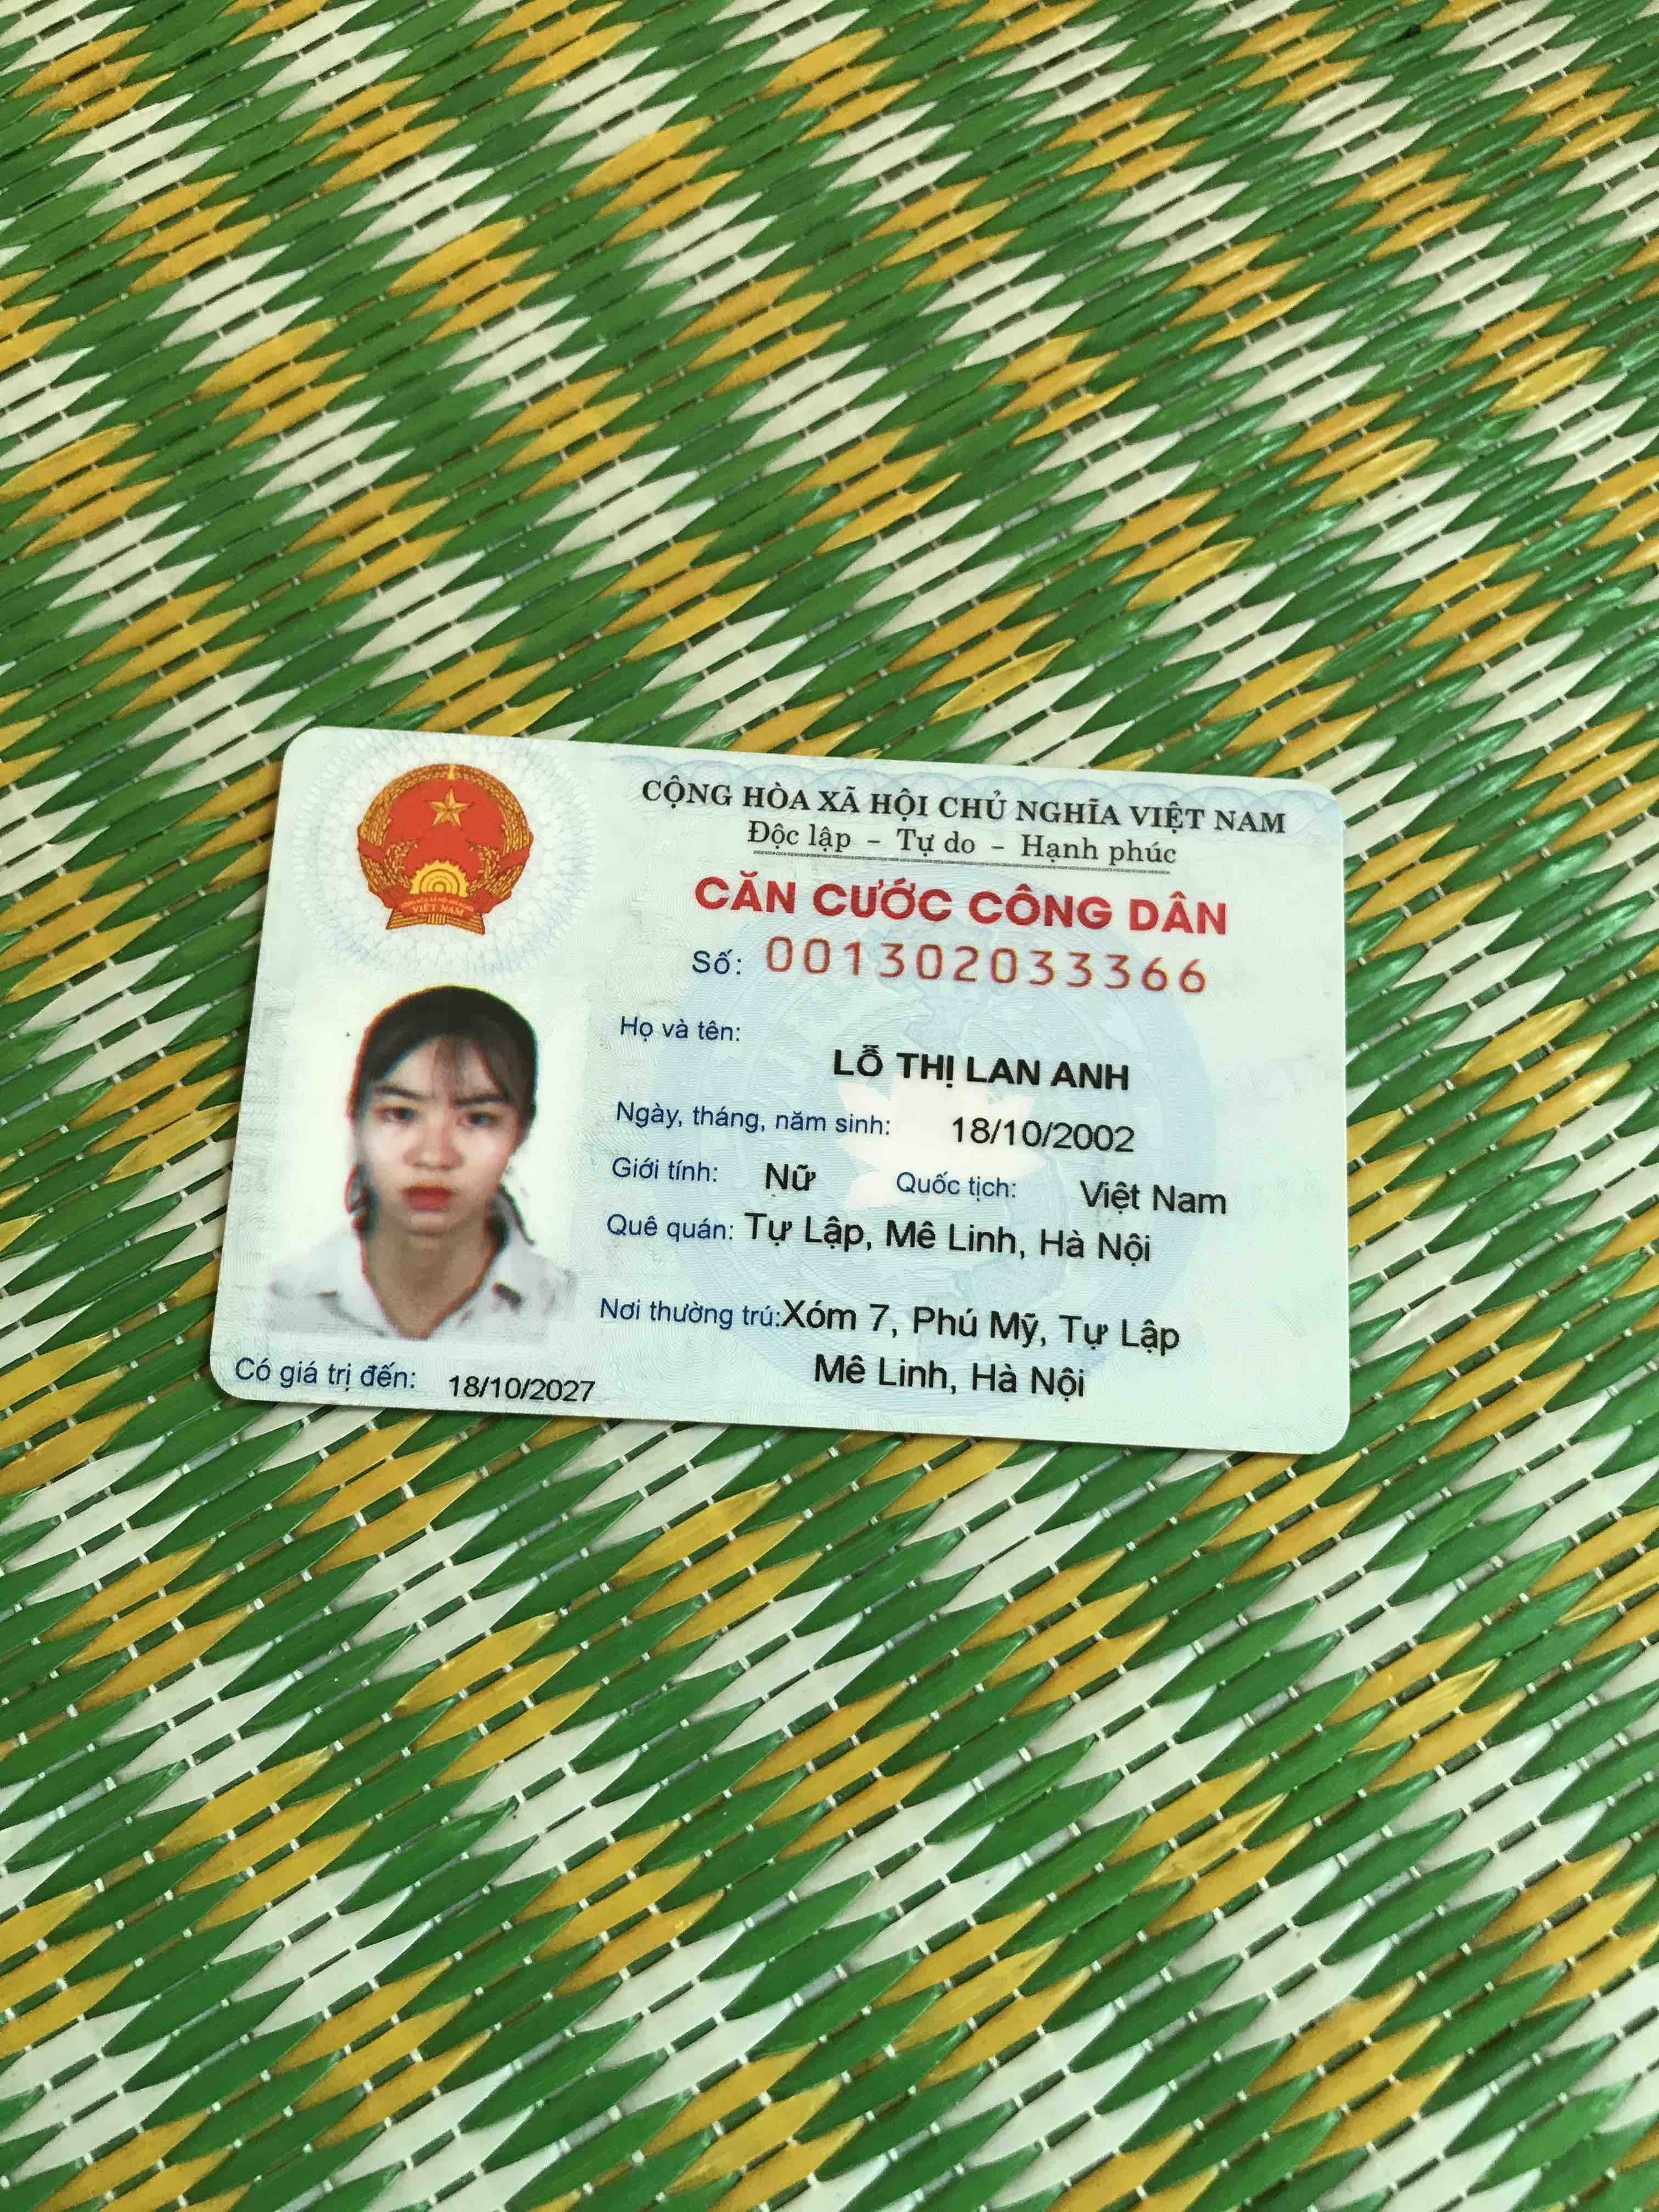 CỘNG HÒA XÃ HỘI CHỦ NGHĨA VIỆT NAM
Độc lập - Tự do - Hạnh phúc
CĂN CƯỚC CÔNG DÂN
Số: 001302033366
Họ và tên:
LỖ THỊ LAN ANH
Ngày, tháng, năm sinh: 18/10/2002
Giới tính: Nữ Quốc tịch: Việt Nam
Quê quán: Tự Lập, Mê Linh, Hà Nội
Nơi thường trú: Xóm 7, Phú Mỹ, Tự Lập
Mê Linh, Hà Nội
Có giá trị đến: 18/10/2027
VIỆT NAM